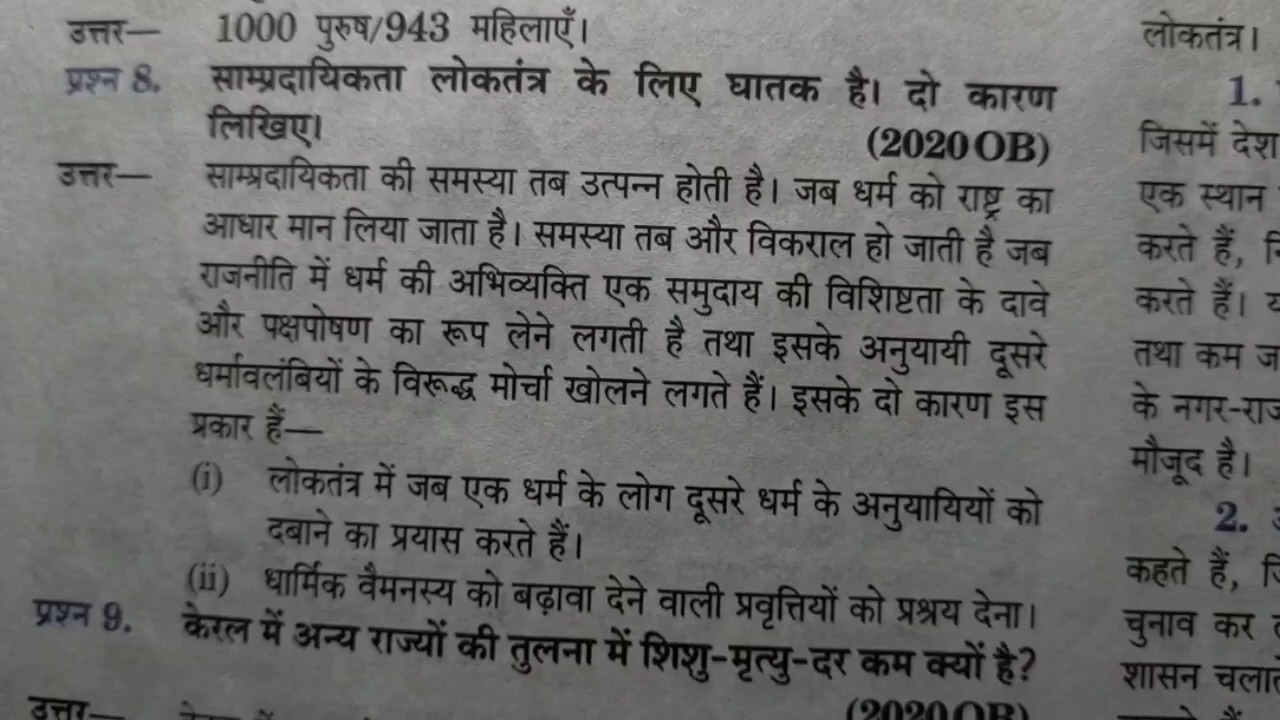 उत्तर— 1000 पुरुष/943 महिलाएँ।
प्रश्न 8. साम्प्रदायिकता लोकतंत्र के लिए घातक है। दो कारण
लिखिए। (2020 OB)
उत्तर— साम्प्रदायिकता की समस्या तब उत्पन्न होती है। जब धर्म को राष्ट्र का
आधार मान लिया जाता है। समस्या तब और विकराल हो जाती है जब
राजनीति में धर्म की अभिव्यक्ति एक समुदाय की विशिष्टता के दावे
और पक्षपोषण का रूप लेने लगती है तथा इसके अनुयायी दूसरे
धर्मावलंबियों के विरूद्ध मोर्चा खोलने लगते हैं। इसके दो कारण इस
प्रकार हैं—
(i) लोकतंत्र में जब एक धर्म के लोग दूसरे धर्म के अनुयायियों को
दबाने का प्रयास करते हैं।
(ii) धार्मिक वैमनस्य को बढ़ावा देने वाली प्रवृत्तियों को प्रश्रय देना।
प्रश्न 9. केरल में अन्य राज्यों की तुलना में शिशु-मृत्यु-दर कम क्यों है?
(2020 OB)
उत्तर—
लोकतंत्र।
1.
जिसमें देश
एक स्थान
करते हैं,
करते हैं।
तथा कम
के
मौजूद है।
2.
कहते हैं,
चुनाव कर
शासन